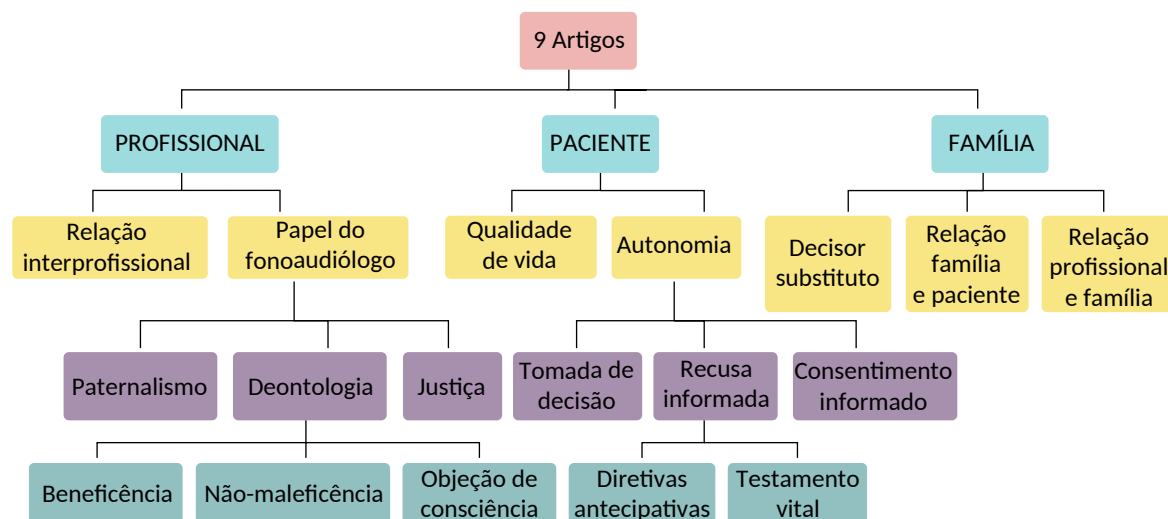 9 Artigos
PROFISSIONAL
PACIENTE
FAMÍLIA
Relação
interprofissional
Papel do
fonoaudiólogo
Qualidade
de vida
Autonomia
Decisor
substituto
Relação
família
e paciente
Relação
profissional
e família
Paternalismo
Deontologia
Justiça
Tomada de
decisão
Recusa
informada
Consentimento
informado
Beneficência
Não-maleficência
Objeção de
consciência
Diretivas
antecipativas
Testamento
vital